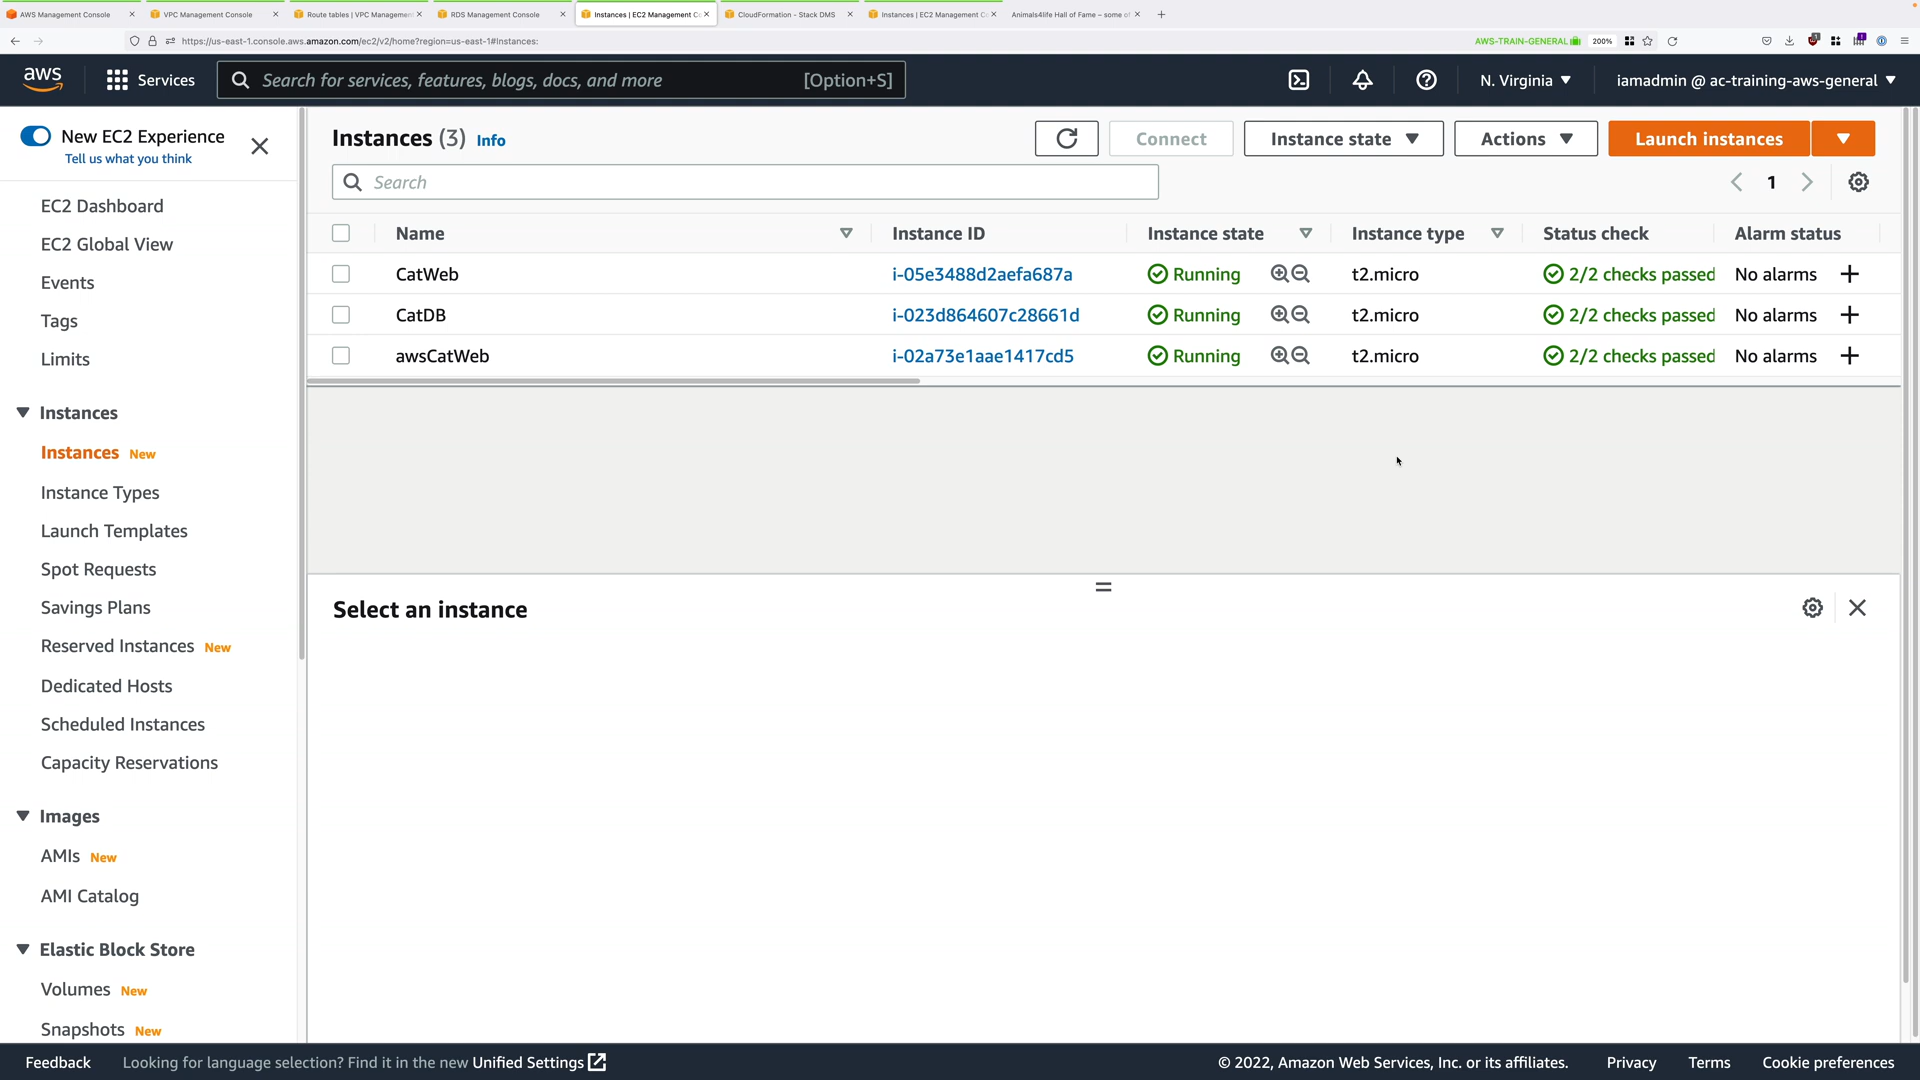 AWS Management Console
VPC Management Console
Route tables | VPC Management
RDS Management Console
Instances | EC2 Management Co
CloudFormation - Stack DMS
Instances | EC2 Management Co
Animals4life Hall of Fame – some of
https://us-east-1.console.aws.amazon.com/ec2/v2/home?region=us-east-1#Instances:
AWS-TRAIN-GENERAL
200%
aws
Services
Search for services, features, blogs, docs, and more
[Option+S]
N. Virginia
iamadmin @ ac-training-aws-general
New EC2 Experience
Tell us what you think
EC2 Dashboard
EC2 Global View
Events
Tags
Limits
Instances
Instances New
Instance Types
Launch Templates
Spot Requests
Savings Plans
Reserved Instances New
Dedicated Hosts
Scheduled Instances
Capacity Reservations
Images
AMIs New
AMI Catalog
Elastic Block Store
Volumes New
Snapshots New
Instances (3) Info
Connect
Instance state
Actions
Launch instances
Search
1
Name Instance ID Instance state Instance type Status check Alarm status
CatWeb i-05e3488d2aefa687a Running t2.micro 2/2 checks passed No alarms
CatDB i-023d864607c28661d Running t2.micro 2/2 checks passed No alarms
awsCatWeb i-02a73e1aae1417cd5 Running t2.micro 2/2 checks passed No alarms
Select an instance
Feedback
Looking for language selection? Find it in the new Unified Settings
© 2022, Amazon Web Services, Inc. or its affiliates.
Privacy
Terms
Cookie preferences